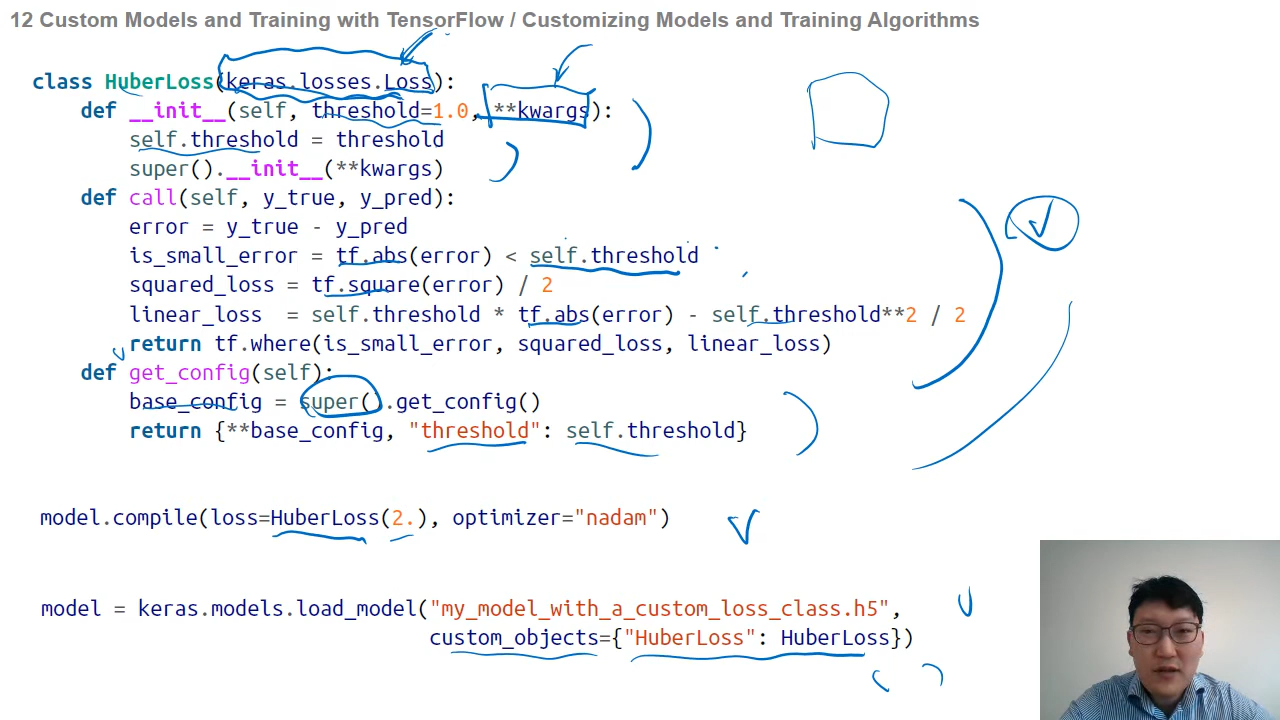 12 Custom Models and Training with TensorFlow / Customizing Models and Training Algorithms
class HuberLoss(keras.losses.Loss):
    def __init__(self, threshold=1.0, **kwargs):
        self.threshold = threshold
        super().__init__(**kwargs)
    def call(self, y_true, y_pred):
        error = y_true - y_pred
        is_small_error = tf.abs(error) < self.threshold
        squared_loss = tf.square(error) / 2
        linear_loss  = self.threshold * tf.abs(error) - self.threshold**2 / 2
        return tf.where(is_small_error, squared_loss, linear_loss)
    def get_config(self):
        base_config = super().get_config()
        return {**base_config, "threshold": self.threshold}
model.compile(loss=HuberLoss(2.), optimizer="nadam")
model = keras.models.load_model("my_model_with_a_custom_loss_class.h5",
                                custom_objects={"HuberLoss": HuberLoss})